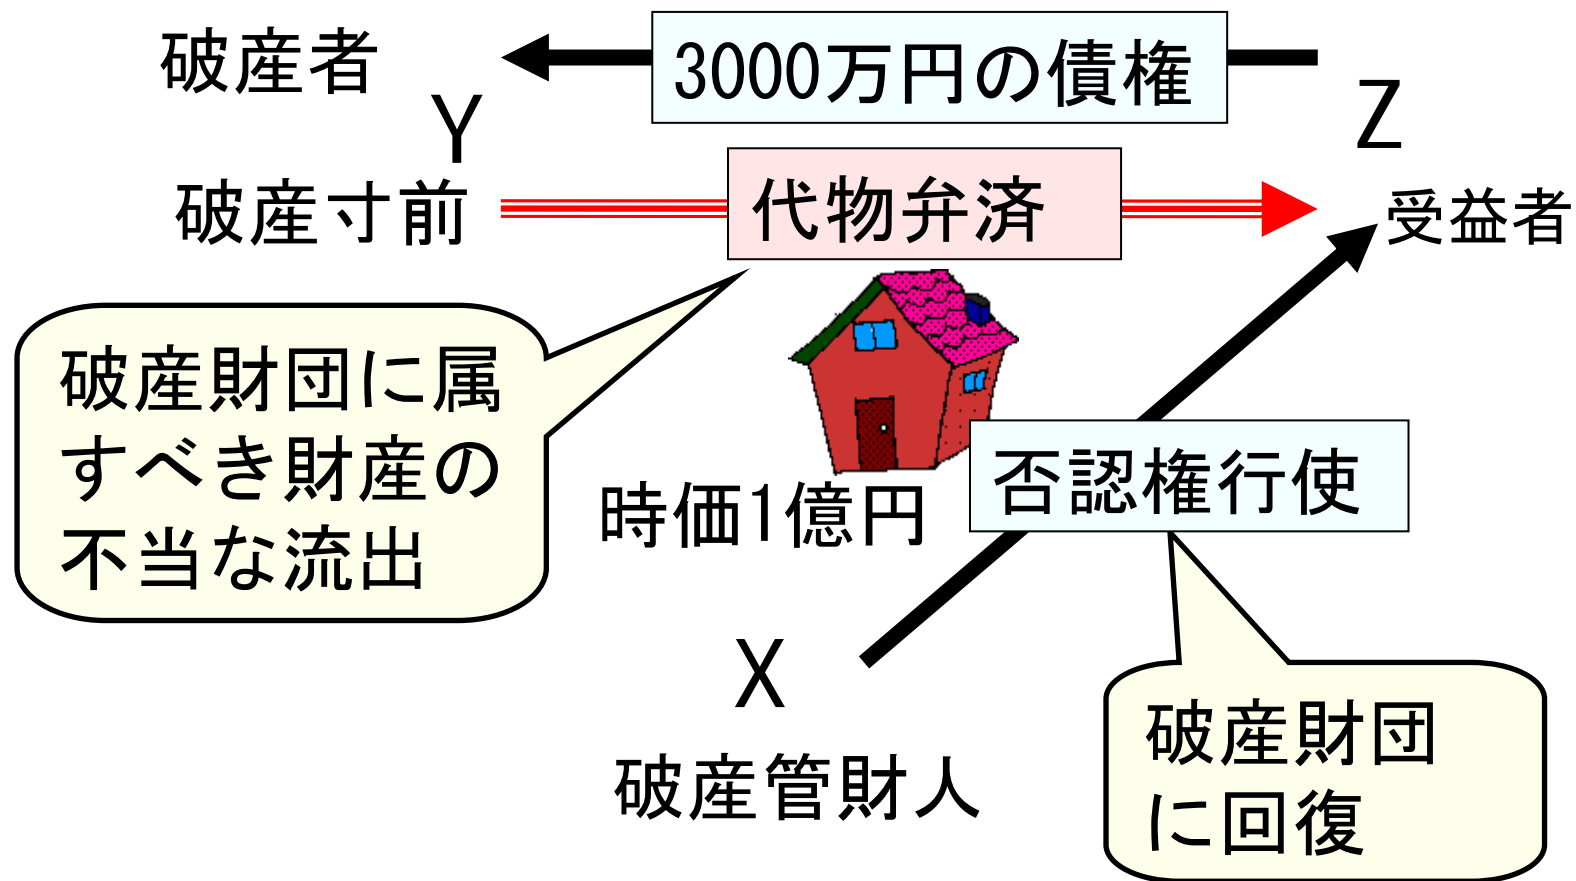 破産者
3000万円の債権
Y
Z
破産寸前
代物弁済
受益者
破産財団に属
すべき財産の
不当な流出
時価1億円
否認権行使
X
破産管財人
破産財団
に回復